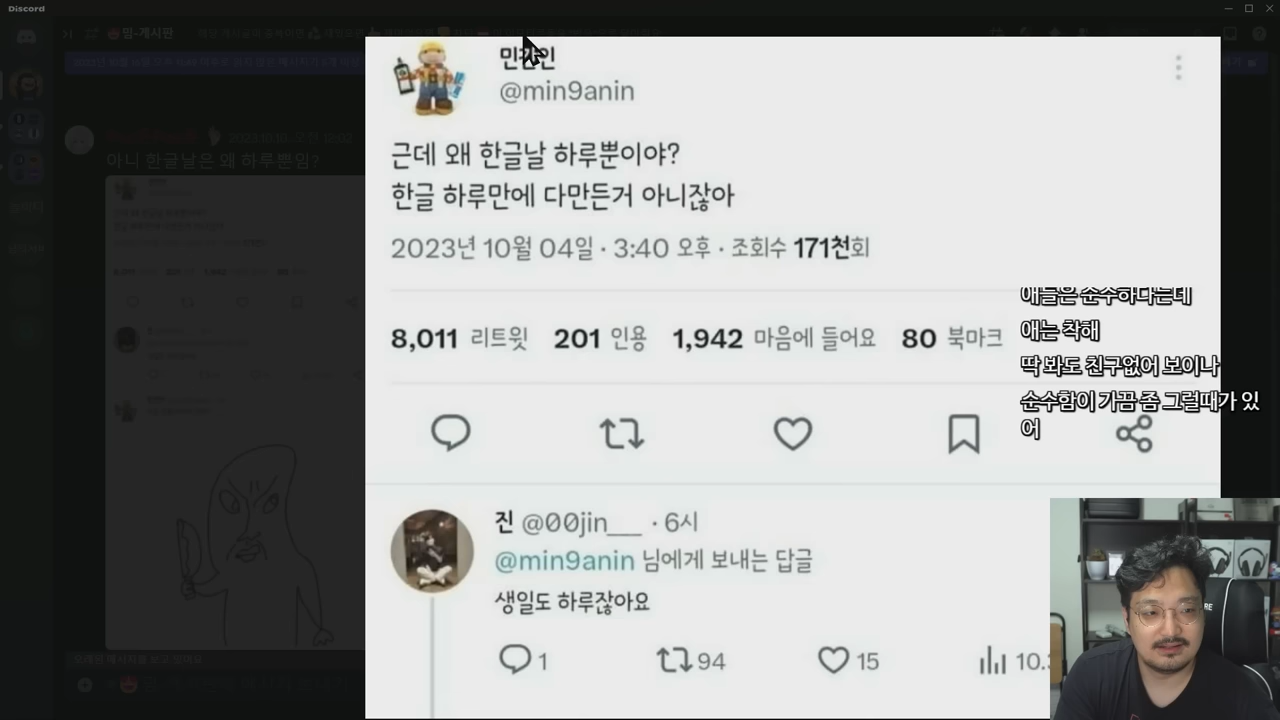 Discord
밈-게시판
아니 한글날은 왜 하루뿐임?
민간인
@min9anin
근데 왜 한글날 하루뿐이야?
한글 하루만에 다만든거 아니잖아
2023년 10월 04일 · 3:40 오후 · 조회수 171천회
8,011 리트윗 201 인용 1,942 마음에 들어요 80 북마크
애들은 순수하다는데
얘는 착해
딱 봐도 친구없어 보이나
순수함이 가끔 좀 그럴때가 있
어
진 @00jin___ · 6시
@min9anin 님에게 보내는 답글
생일도 하루잖아요
1 94 15 10.